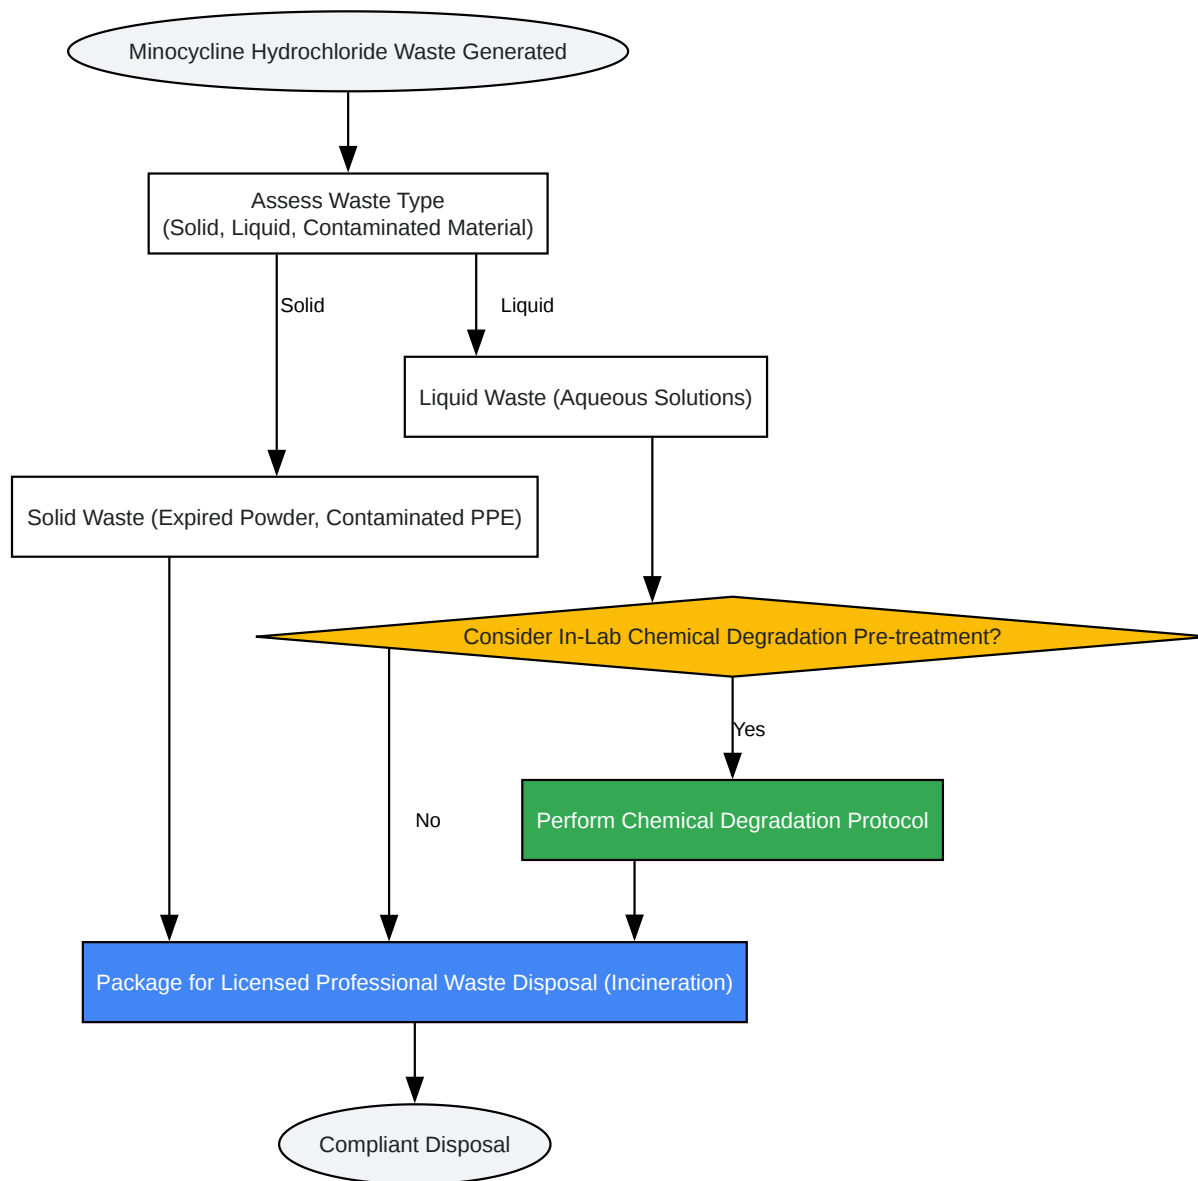 Minocycline Hydrochloride Waste Generated
Assess Waste Type
(Solid, Liquid, Contaminated Material)
Solid
Liquid
Liquid Waste (Aqueous Solutions)
Solid Waste (Expired Powder, Contaminated PPE)
Consider In-Lab Chemical Degradation Pre-treatment?
Yes
No
Perform Chemical Degradation Protocol
Package for Licensed Professional Waste Disposal (Incineration)
Compliant Disposal